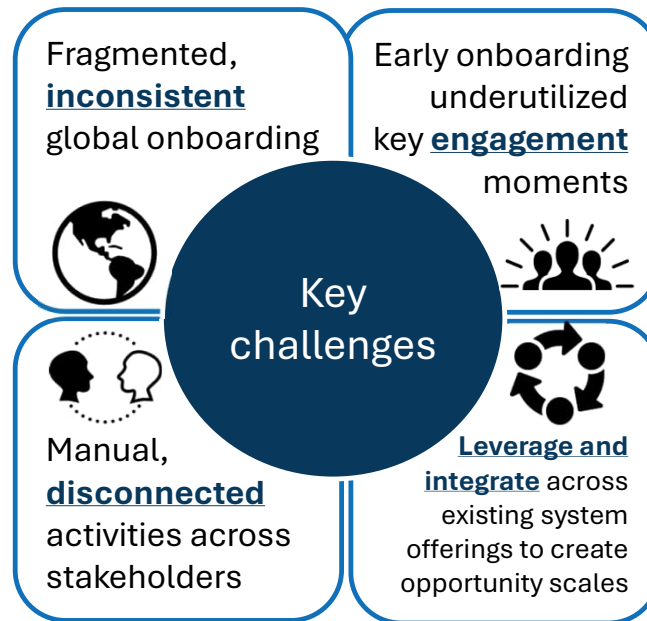 Fragmented,
inconsistent
global onboarding
Early onboarding
underutilized
key engagement
moments
Key
challenges
Manual,
disconnected
activities across
stakeholders
Leverage and
integrate across
existing system
offerings to create
opportunity scales